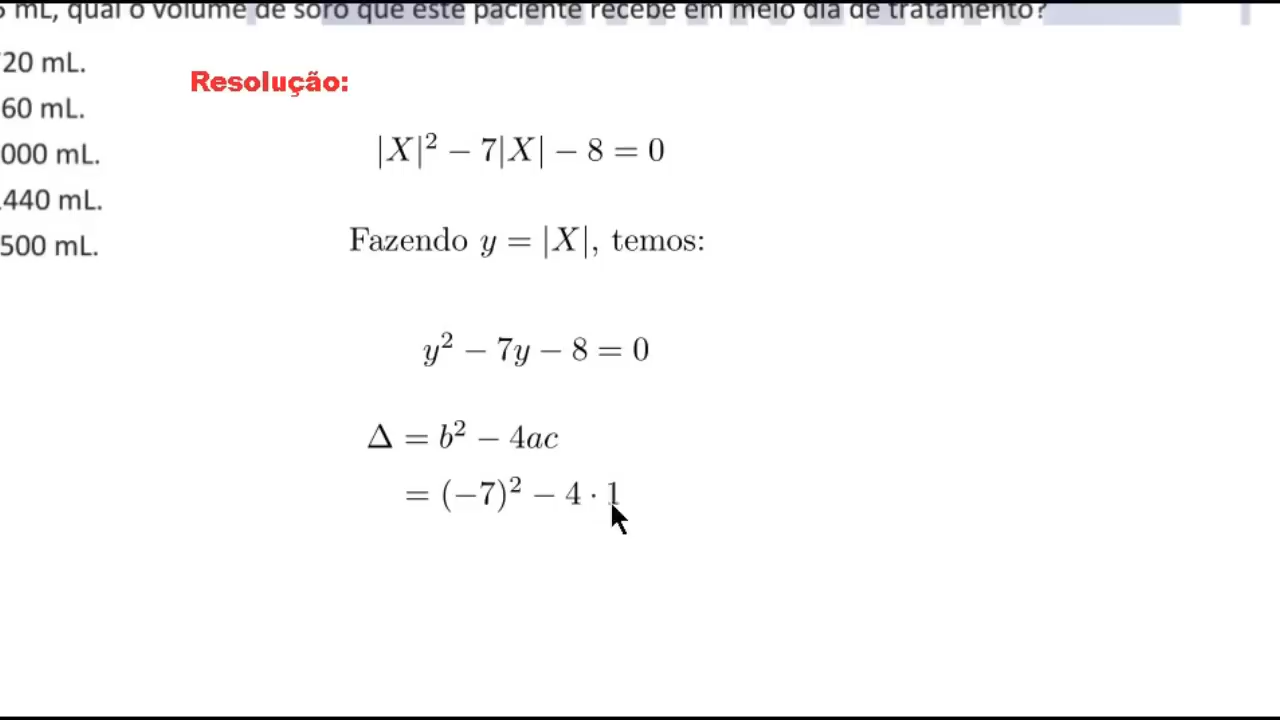 mL, qual o volume de soro que este paciente recebe em meio dia de tratamento?
20 mL.
60 mL.
000 mL.
440 mL.
500 mL.
Resolução:
|X|² − 7|X| − 8 = 0
Fazendo y = |X|, temos:
y² − 7y − 8 = 0
Δ = b² − 4ac
= (−7)² − 4 · 1